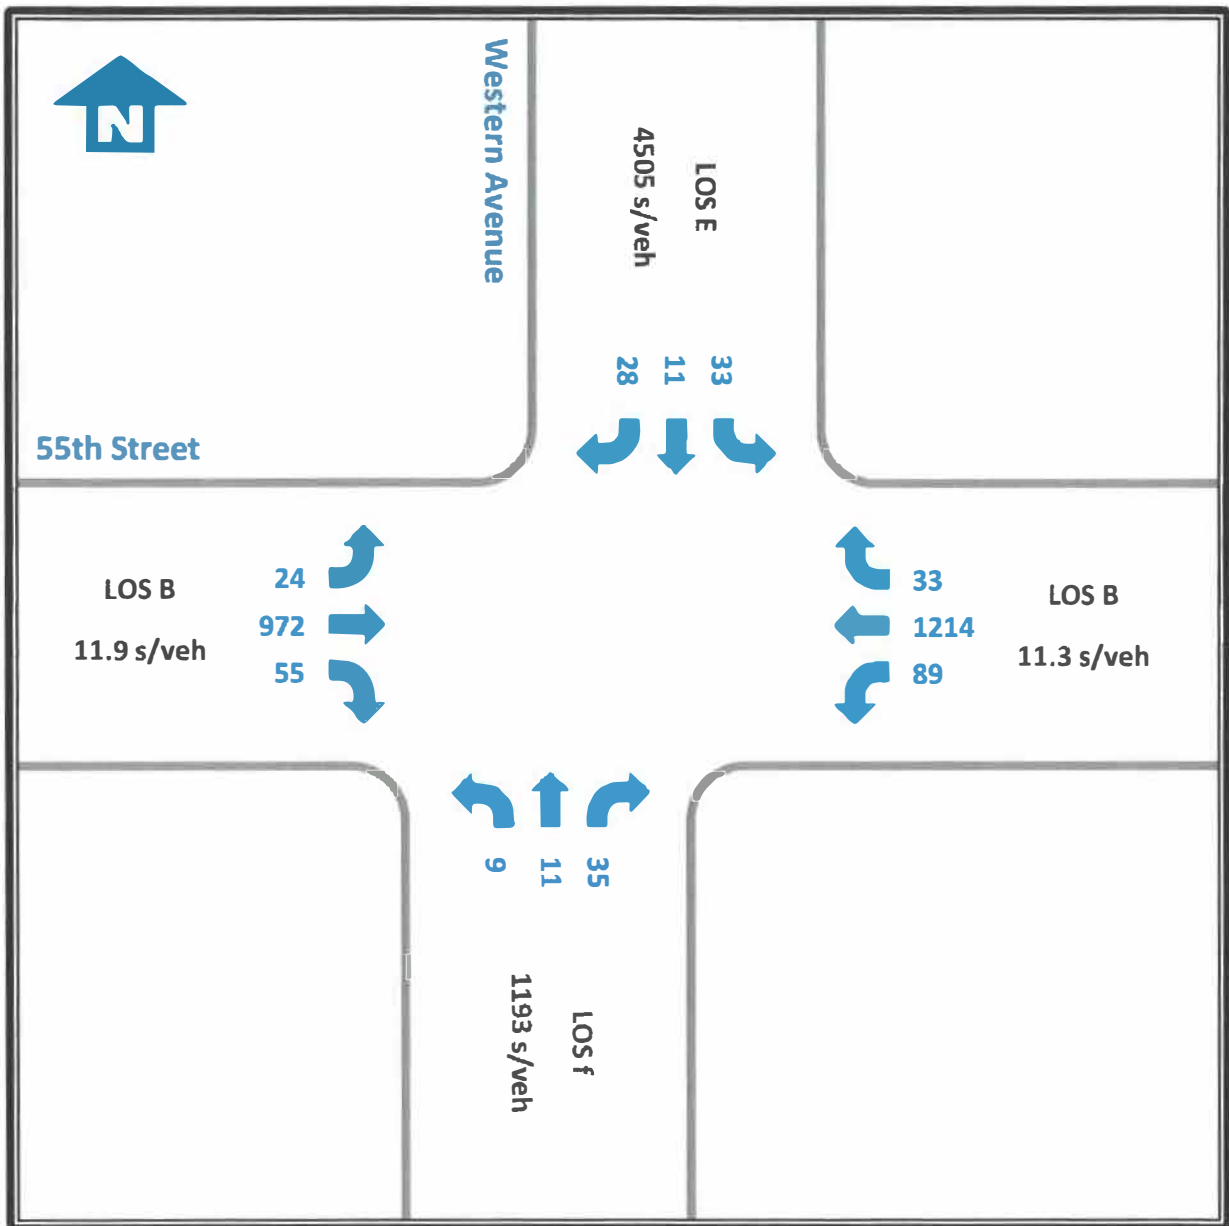 N
Western Avenue
LOS E
4505 s/veh
28 11 33
55th Street
LOS B
11.9 s/veh
24
972
55
33
1214
89
LOS B
11.3 s/veh
9 11 35
LOS f
1193 s/veh